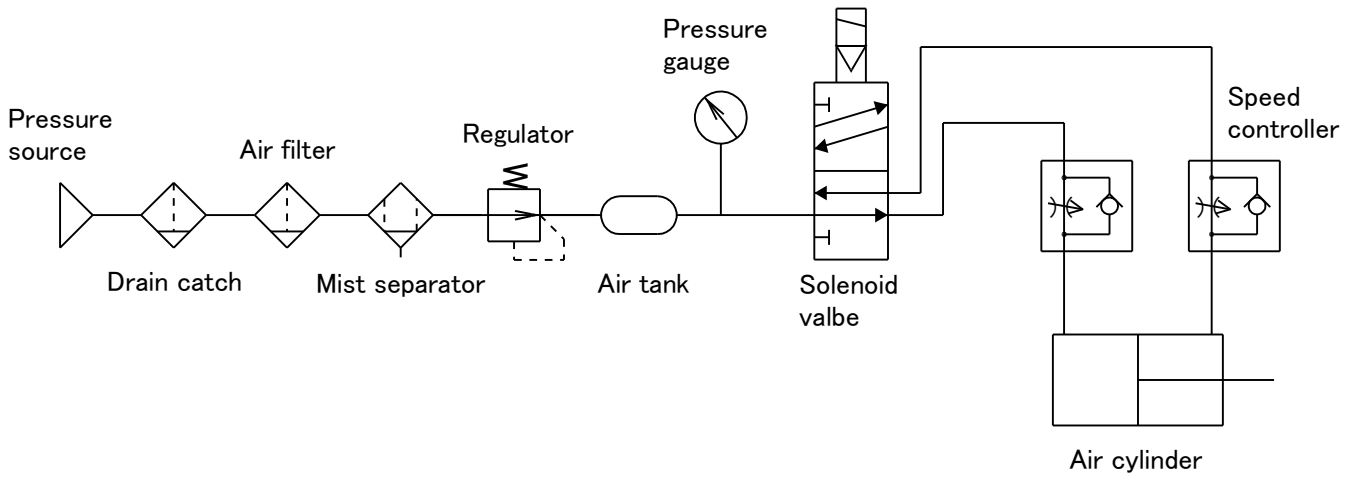 Pressure
source
Drain catch
Air filter
Mist separator
Regulator
Air tank
Pressure
gauge
Solenoid
valbe
Speed
controller
Air cylinder